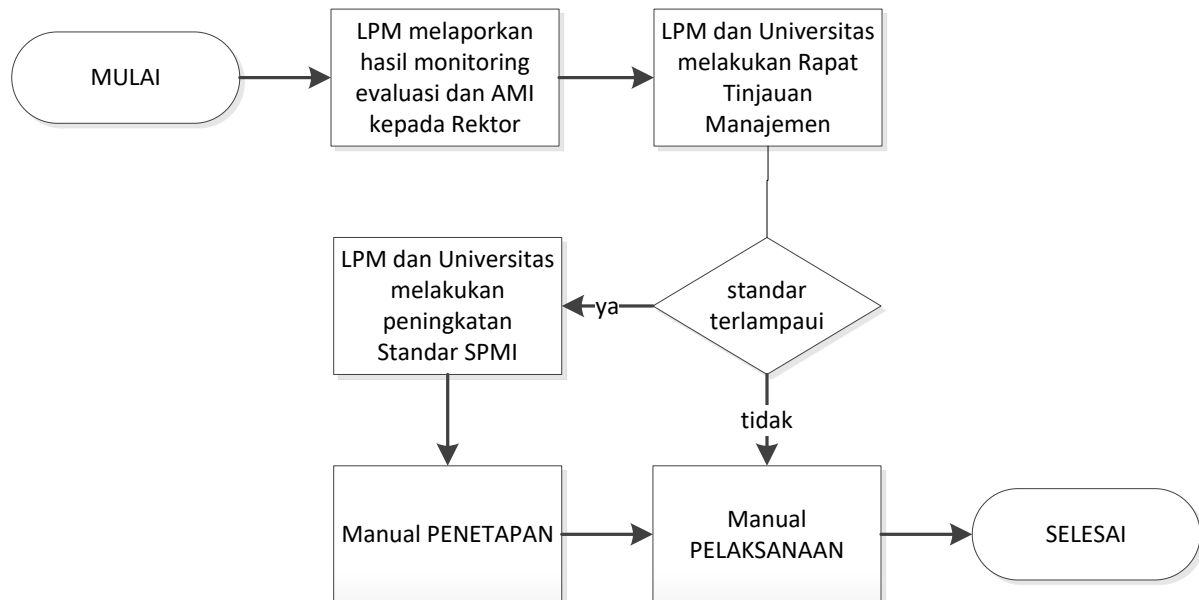 MULAI
LPM melaporkan
hasil monitoring
evaluasi dan AMI
kepada Rektor
LPM dan Universitas
melakukan Rapat
Tinjauan
Manajemen
LPM dan Universitas
melakukan
peningkatan
Standar SPMI
ya
standar
terlampaui
tidak
Manual PENETAPAN
Manual
PELAKSANAAN
SELESAI